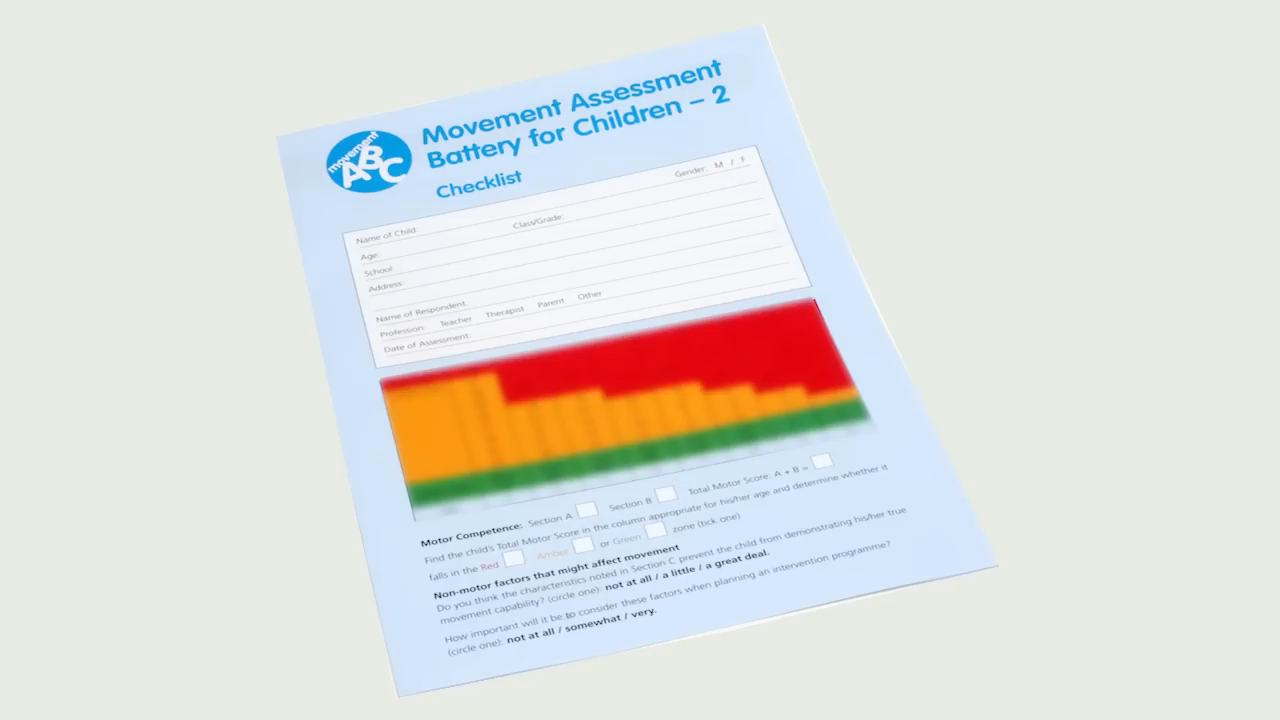 movement
ABC
Movement Assessment
Battery for Children – 2
Checklist
Name of Child: Gender: M / F
Age: Class/Grade:
School:
Address:
Name of Respondent:
Profession: Teacher Therapist Parent Other
Date of Assessment:
Motor Competence: Section A Section B Total Motor Score: A + B =
Find the child's Total Motor Score in the column appropriate for his/her age and determine whether it
falls in the Red Amber or Green zone (tick one)
Non-motor factors that might affect movement
Do you think the characteristics noted in Section C prevent the child from demonstrating his/her true
movement capability? (circle one): not at all / a little / a great deal.
How important will it be to consider these factors when planning an intervention programme?
(circle one): not at all / somewhat / very.